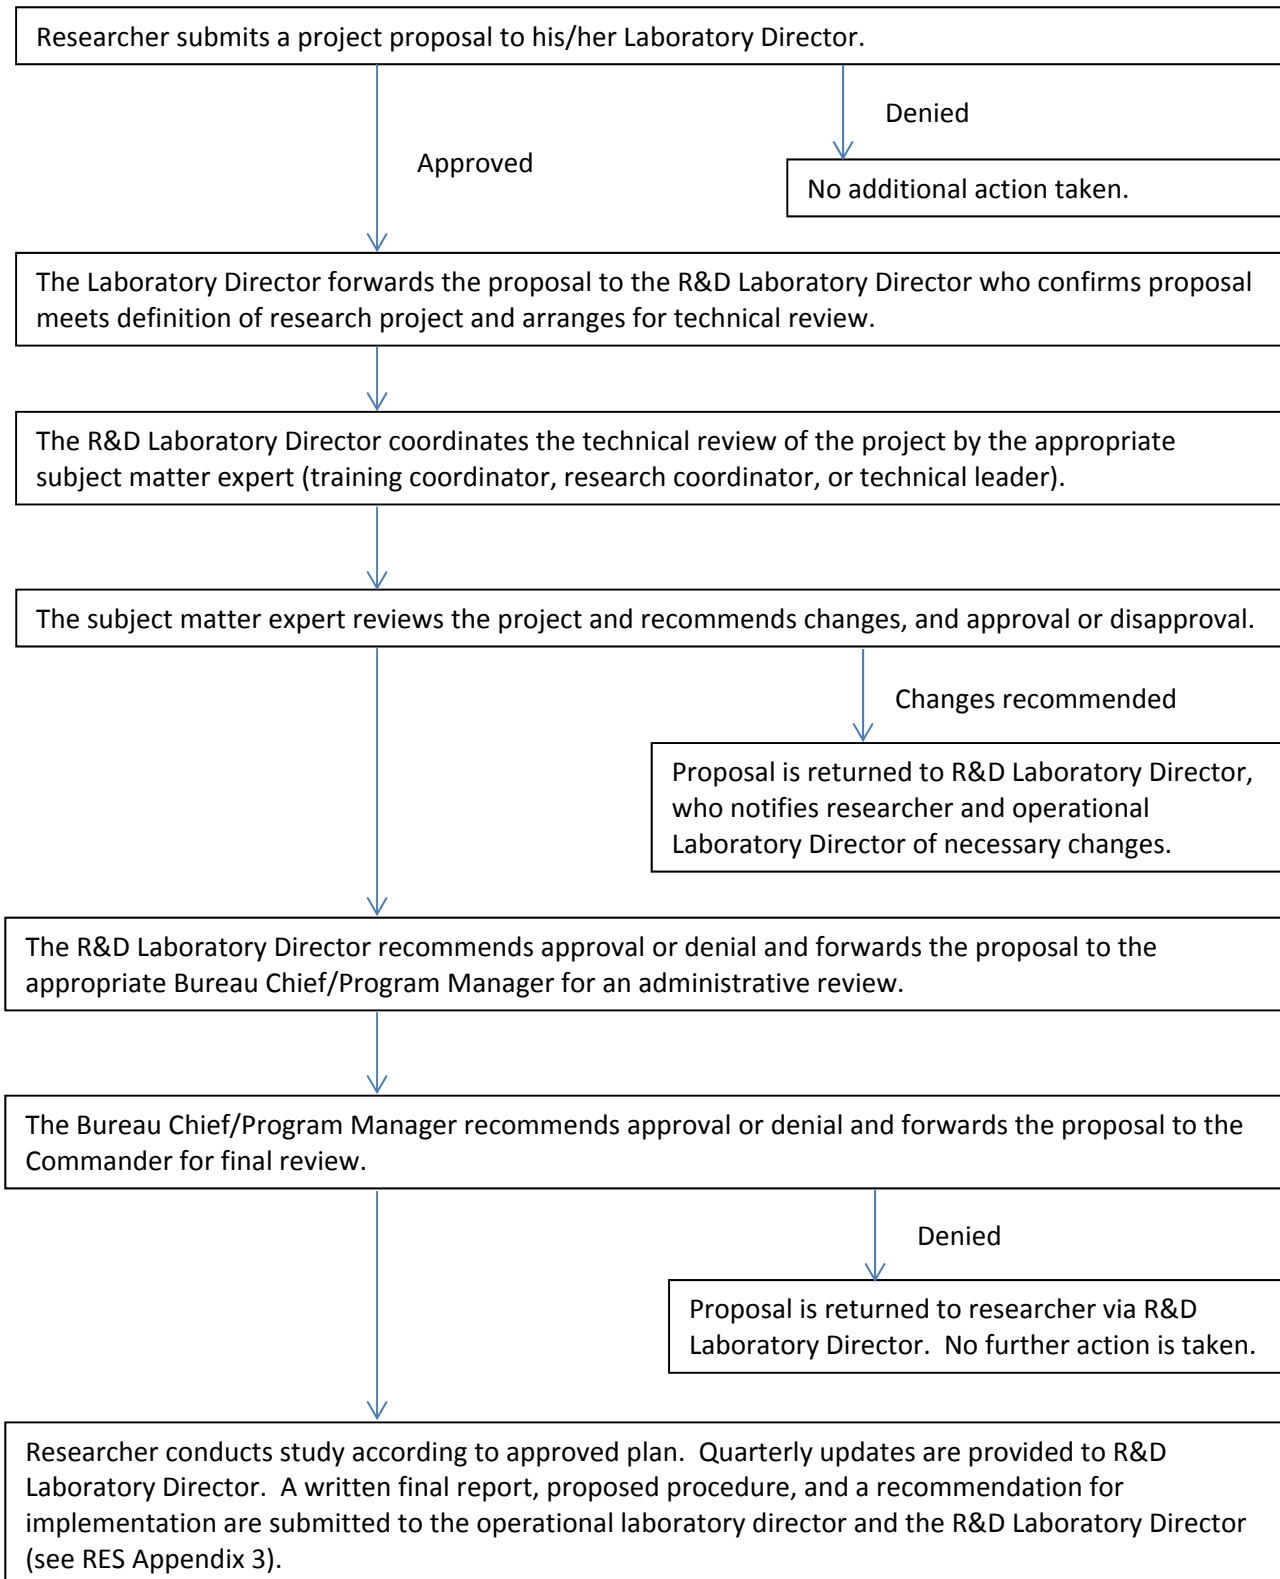 Researcher submits a project proposal to his/her Laboratory Director.
Denied
Approved
No additional action taken.
The Laboratory Director forwards the proposal to the R&D Laboratory Director who confirms proposal
meets definition of research project and arranges for technical review.
The R&D Laboratory Director coordinates the technical review of the project by the appropriate
subject matter expert (training coordinator, research coordinator, or technical leader).
The subject matter expert reviews the project and recommends changes, and approval or disapproval.
Changes recommended
Proposal is returned to R&D Laboratory Director,
who notifies researcher and operational
Laboratory Director of necessary changes.
The R&D Laboratory Director recommends approval or denial and forwards the proposal to the
appropriate Bureau Chief/Program Manager for an administrative review.
The Bureau Chief/Program Manager recommends approval or denial and forwards the proposal to the
Commander for final review.
Denied
Proposal is returned to researcher via R&D
Laboratory Director.  No further action is taken.
Researcher conducts study according to approved plan.  Quarterly updates are provided to R&D
Laboratory Director.  A written final report, proposed procedure, and a recommendation for
implementation are submitted to the operational laboratory director and the R&D Laboratory Director
(see RES Appendix 3).